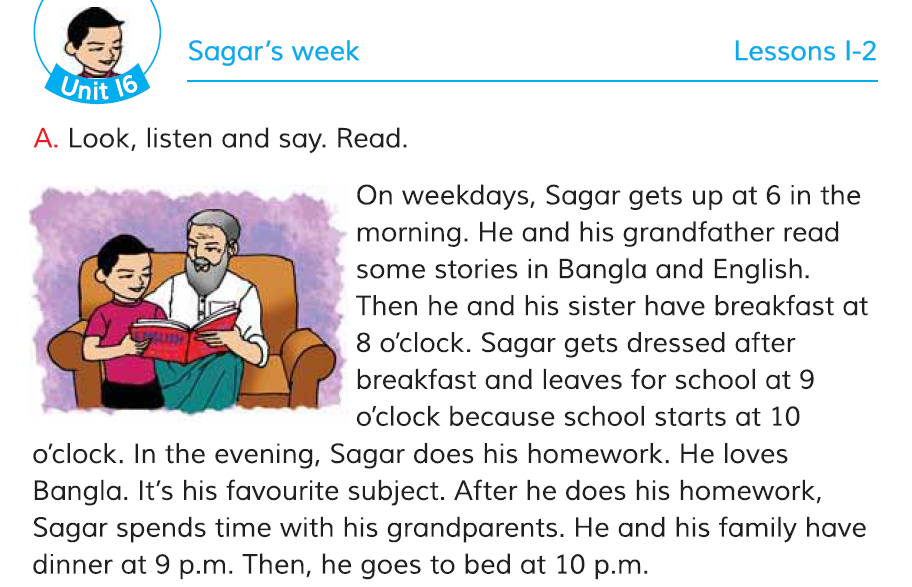 Sagar's week
Lessons 1-2
Unit 16
A. Look, listen and say. Read.
On weekdays, Sagar gets up at 6 in the
morning. He and his grandfather read
some stories in Bangla and English.
Then he and his sister have breakfast at
8 o'clock. Sagar gets dressed after
breakfast and leaves for school at 9
o'clock because school starts at 10
o'clock. In the evening, Sagar does his homework. He loves
Bangla. It's his favourite subject. After he does his homework,
Sagar spends time with his grandparents. He and his family have
dinner at 9 p.m. Then, he goes to bed at 10 p.m.
ENGLISH